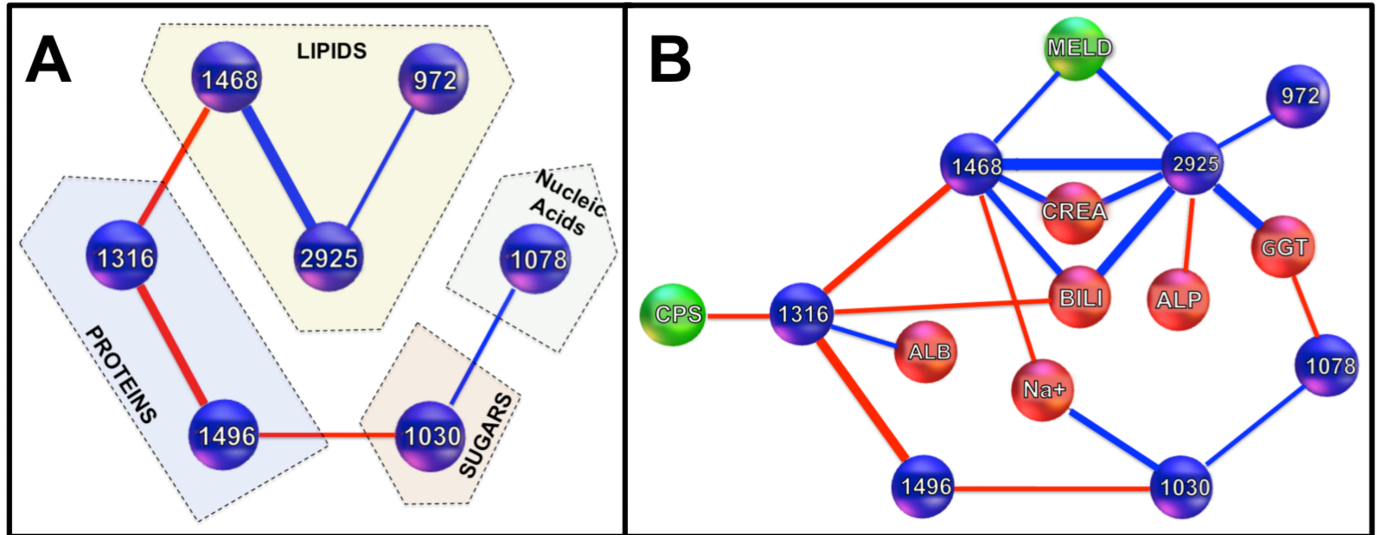 A
LIPIDS
1468
972
Nucleic
Acids
1316
2925
1078
PROTEINS
1496
1030
SUGARS
B
MELD
972
1468
2925
CREA
GGT
BILI
ALP
CPS
1316
ALB
1078
Na+
1496
1030